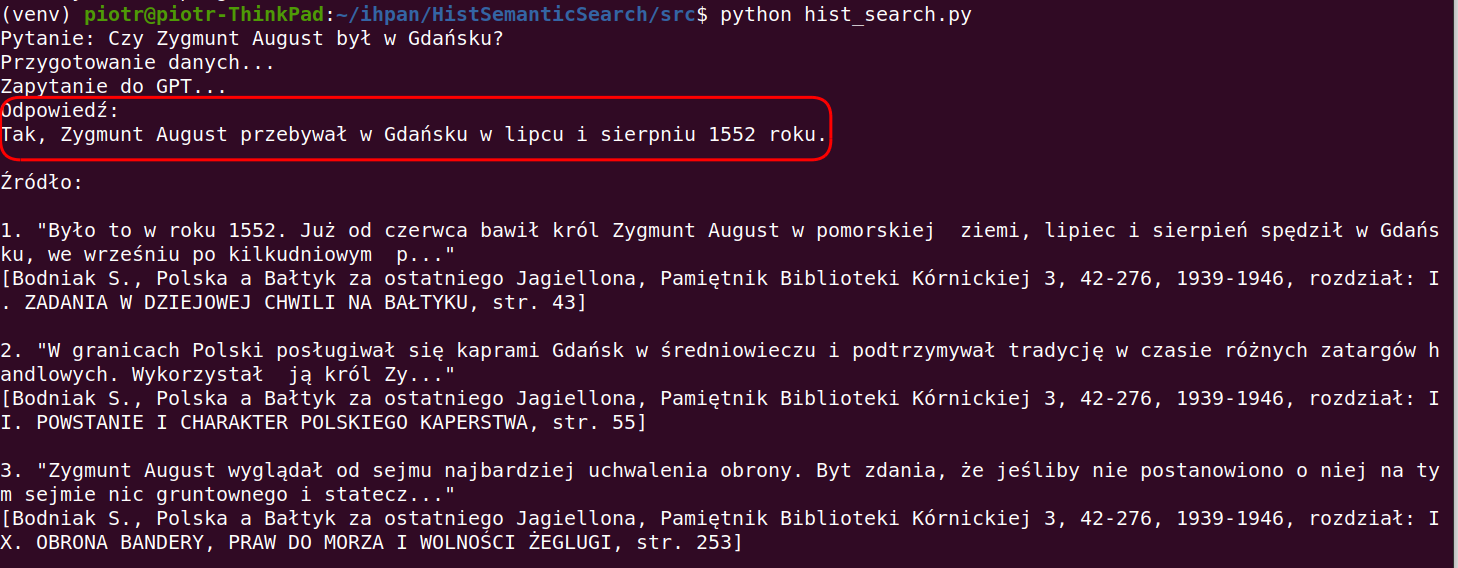 (venv) piotr@piotr-ThinkPad:~/ihpan/HistSemanticSearch/src$ python hist_search.py
Pytanie: Czy Zygmunt August był w Gdańsku?
Przygotowanie danych...
Zapytanie do GPT...
Odpowiedź:
Tak, Zygmunt August przebywał w Gdańsku w lipcu i sierpniu 1552 roku.
Źródło:
1. "Było to w roku 1552. Już od czerwca bawił król Zygmunt August w pomorskiej  ziemi, lipiec i sierpień spędził w Gdańs
ku, we wrześniu po kilkudniowym  p..."
[Bodniak S., Polska a Bałtyk za ostatniego Jagiellona, Pamiętnik Biblioteki Kórnickiej 3, 42-276, 1939-1946, rozdział: I
. ZADANIA W DZIEJOWEJ CHWILI NA BAŁTYKU, str. 43]
2. "W granicach Polski posługiwał się kaprami Gdańsk w średniowieczu i podtrzymywał tradycję w czasie różnych zatargów h
andlowych. Wykorzystał  ją król Zy..."
[Bodniak S., Polska a Bałtyk za ostatniego Jagiellona, Pamiętnik Biblioteki Kórnickiej 3, 42-276, 1939-1946, rozdział: I
I. POWSTANIE I CHARAKTER POLSKIEGO KAPERSTWA, str. 55]
3. "Zygmunt August wyglądał od sejmu najbardziej uchwalenia obrony. Byt zdania, że jeśliby nie postanowiono o niej na ty
m sejmie nic gruntownego i statecz..."
[Bodniak S., Polska a Bałtyk za ostatniego Jagiellona, Pamiętnik Biblioteki Kórnickiej 3, 42-276, 1939-1946, rozdział: I
X. OBRONA BANDERY, PRAW DO MORZA I WOLNOŚCI ŻEGLUGI, str. 253]